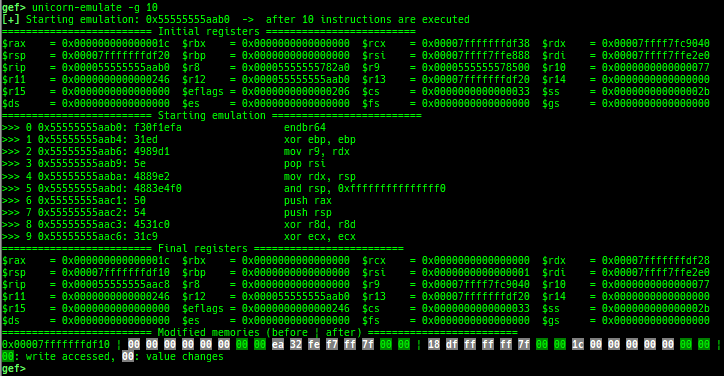 gef> unicorn-emulate -g 10
[+] Starting emulation: 0x55555555aab0  ->  after 10 instructions are executed
========================= Initial registers =========================
$rax    = 0x000000000000001c  $rbx    = 0x0000000000000000  $rcx    = 0x00007fffffffdf38  $rdx    = 0x00007ffff7fc9040
$rsp    = 0x00007fffffffdf20  $rbp    = 0x0000000000000000  $rsi    = 0x00007ffff7ffe888  $rdi    = 0x00007ffff7ffe2e0
$rip    = 0x000055555555aab0  $r8     = 0x000055555555702a0  $r9     = 0x0000555555578500  $r10    = 0x0000000000000077
$r11    = 0x0000000000000246  $r12    = 0x000055555555aab0  $r13    = 0x00007fffffffdf20  $r14    = 0x0000000000000000
$r15    = 0x0000000000000000  $eflags = 0x0000000000000206  $cs     = 0x0000000000000033  $ss     = 0x000000000000002b
$ds     = 0x0000000000000000  $es     = 0x0000000000000000  $fs     = 0x0000000000000000  $gs     = 0x0000000000000000
========================= Starting emulation =========================
>>> 0 0x55555555aab0: f30f1efa                 endbr64
>>> 1 0x55555555aab4: 31ed                     xor ebp, ebp
>>> 2 0x55555555aab6: 4989d1                   mov r9, rdx
>>> 3 0x55555555aab9: 5e                       pop rsi
>>> 4 0x55555555aaba: 4889e2                   mov rdx, rsp
>>> 5 0x55555555aabd: 4883e4f0                 and rsp, 0xfffffffffffffff0
>>> 6 0x55555555aac1: 50                       push rax
>>> 7 0x55555555aac2: 54                       push rsp
>>> 8 0x55555555aac3: 4531c0                   xor r8d, r8d
>>> 9 0x55555555aac6: 31c9                     xor ecx, ecx
========================= Final registers =========================
$rax    = 0x000000000000001c  $rbx    = 0x0000000000000000  $rcx    = 0x0000000000000000  $rdx    = 0x00007fffffffdf28
$rsp    = 0x00007fffffffdf10  $rbp    = 0x0000000000000000  $rsi    = 0x0000000000000001  $rdi    = 0x00007ffff7ffe2e0
$rip    = 0x000055555555aac8  $r8     = 0x0000000000000000  $r9     = 0x00007ffff7fc9040  $r10    = 0x0000000000000077
$r11    = 0x0000000000000246  $r12    = 0x000055555555aab0  $r13    = 0x00007fffffffdf20  $r14    = 0x0000000000000000
$r15    = 0x0000000000000000  $eflags = 0x0000000000000246  $cs     = 0x0000000000000033  $ss     = 0x000000000000002b
$ds     = 0x0000000000000000  $es     = 0x0000000000000000  $fs     = 0x0000000000000000  $gs     = 0x0000000000000000
========================= Modified memories (before | after) =========================
0x00007fffffffdf10 | 00 00 00 00 00 00 00 00 ea 32 fe f7 ff 7f 00 00 | 18 df ff ff ff 7f 00 00 1c 00 00 00 00 00 00 00 |
00: write accessed, 00: value changes
gef>